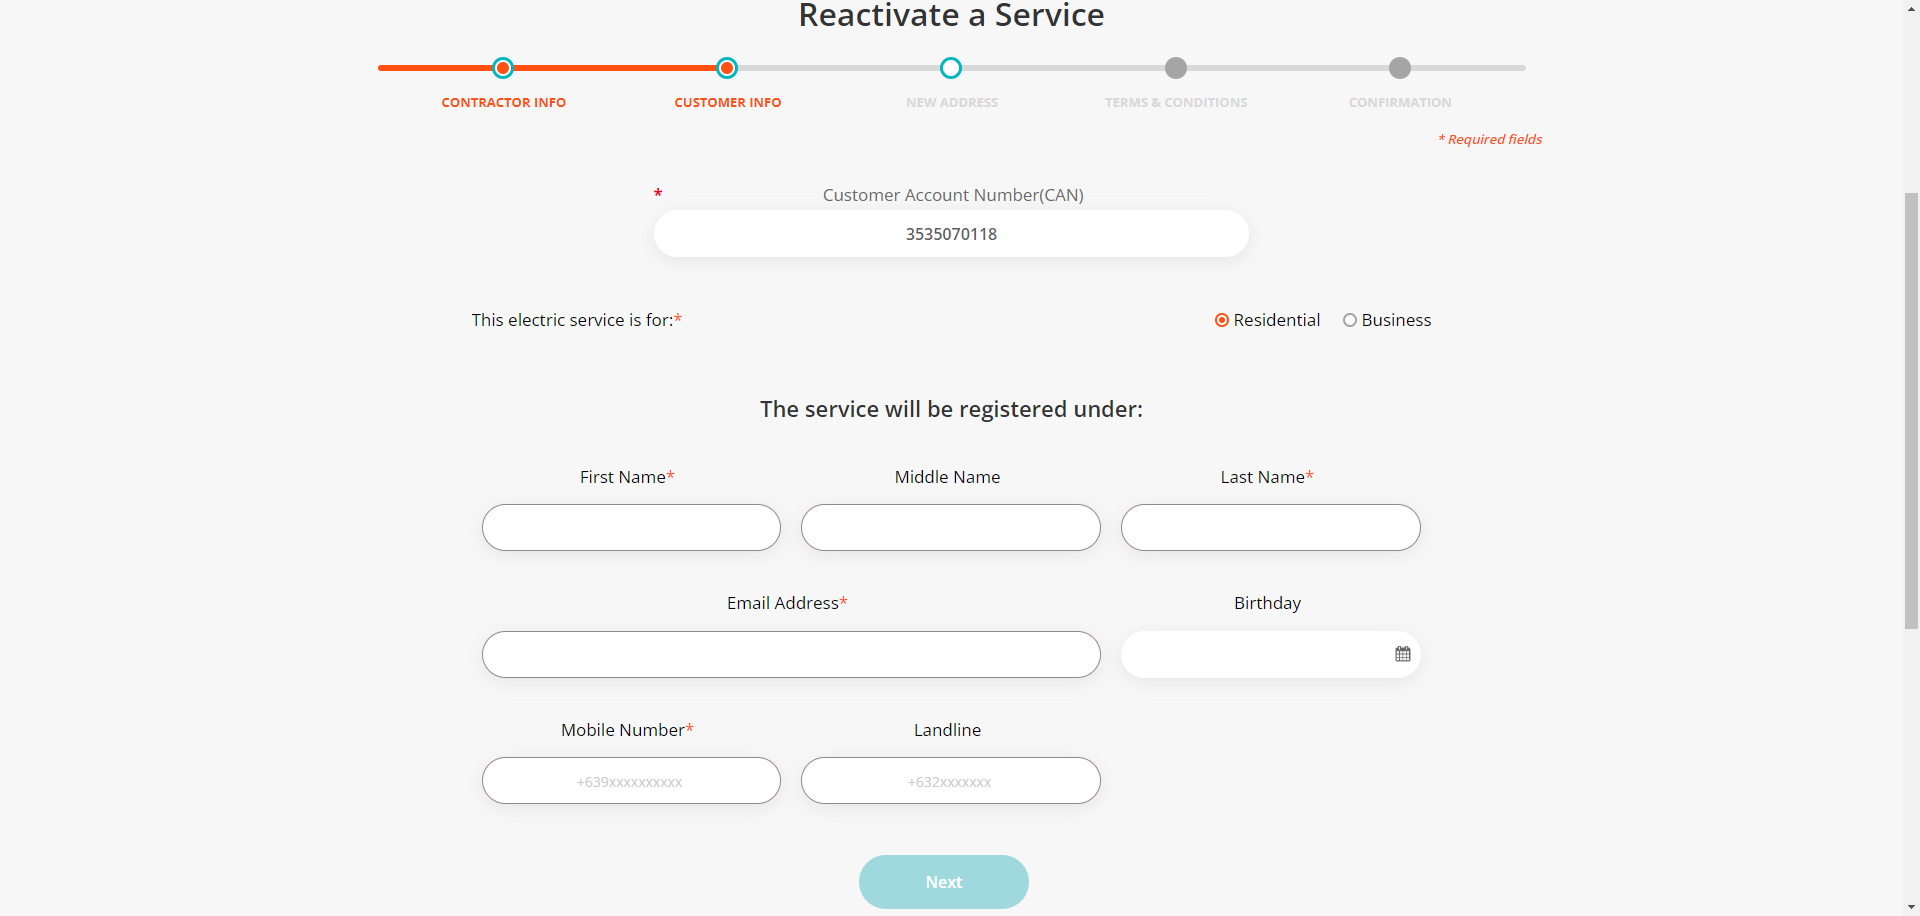 Reactivate a Service
CONTRACTOR INFO
CUSTOMER INFO
NEW ADDRESS
TERMS & CONDITIONS
CONFIRMATION
* Required fields
* Customer Account Number(CAN)
3535070118
This electric service is for:* Residential Business
The service will be registered under:
First Name* Middle Name Last Name*
Email Address* Birthday
Mobile Number* Landline
+639xxxxxxxxxx +632xxxxxxx
Next